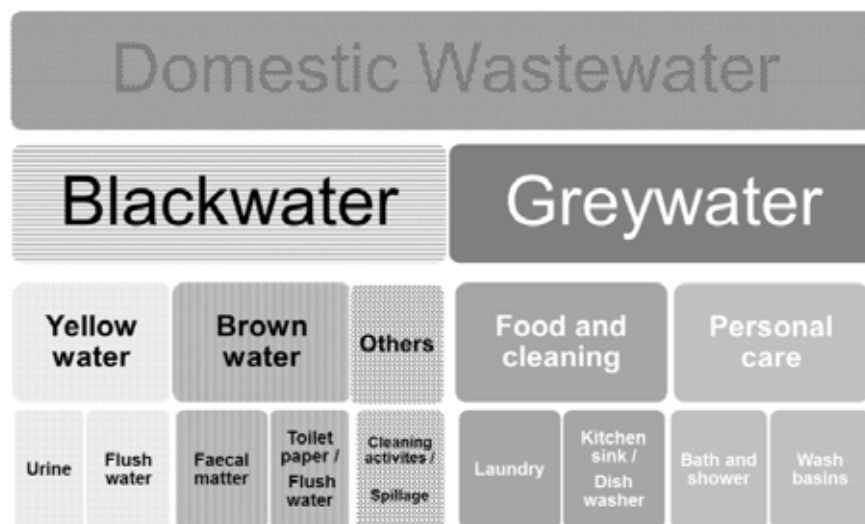 Domestic Wastewater
Blackwater
Greywater
Yellow
water
Brown
water
Others
Food and
cleaning
Personal
care
Urine
Flush
water
Faecal
matter
Toilet
paper /
Flush
water
Cleaning
activites /
Spillage
Laundry
Kitchen
sink /
Dish
washer
Bath and
shower
Wash
basins